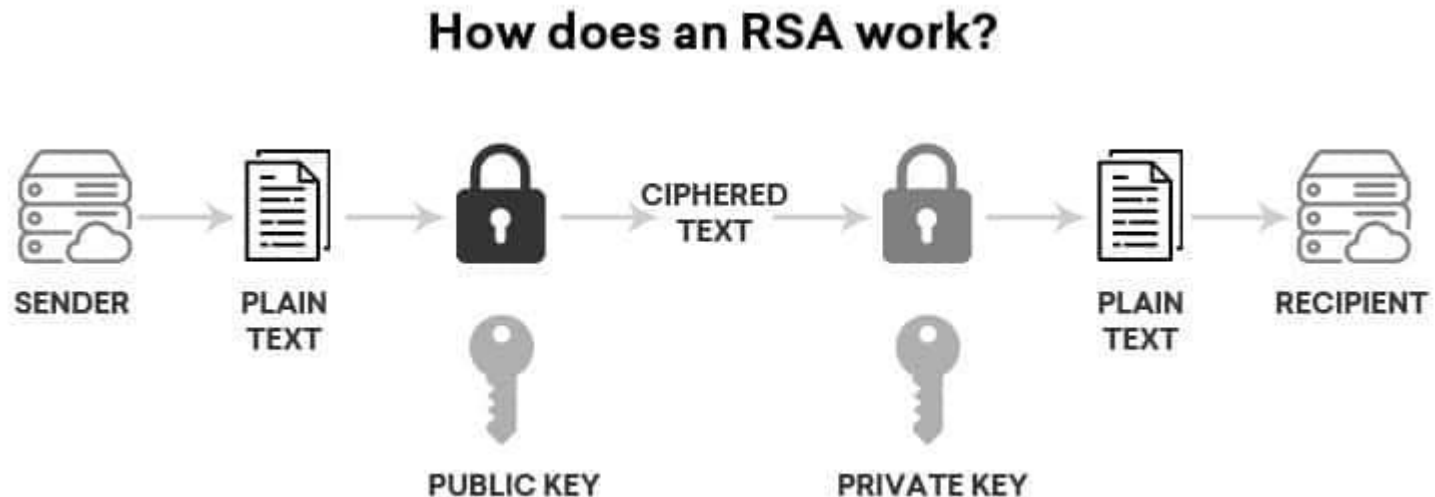 How does an RSA work?
CIPHERED
TEXT
SENDER
PLAIN
TEXT
PLAIN
TEXT
RECIPIENT
PUBLIC KEY
PRIVATE KEY